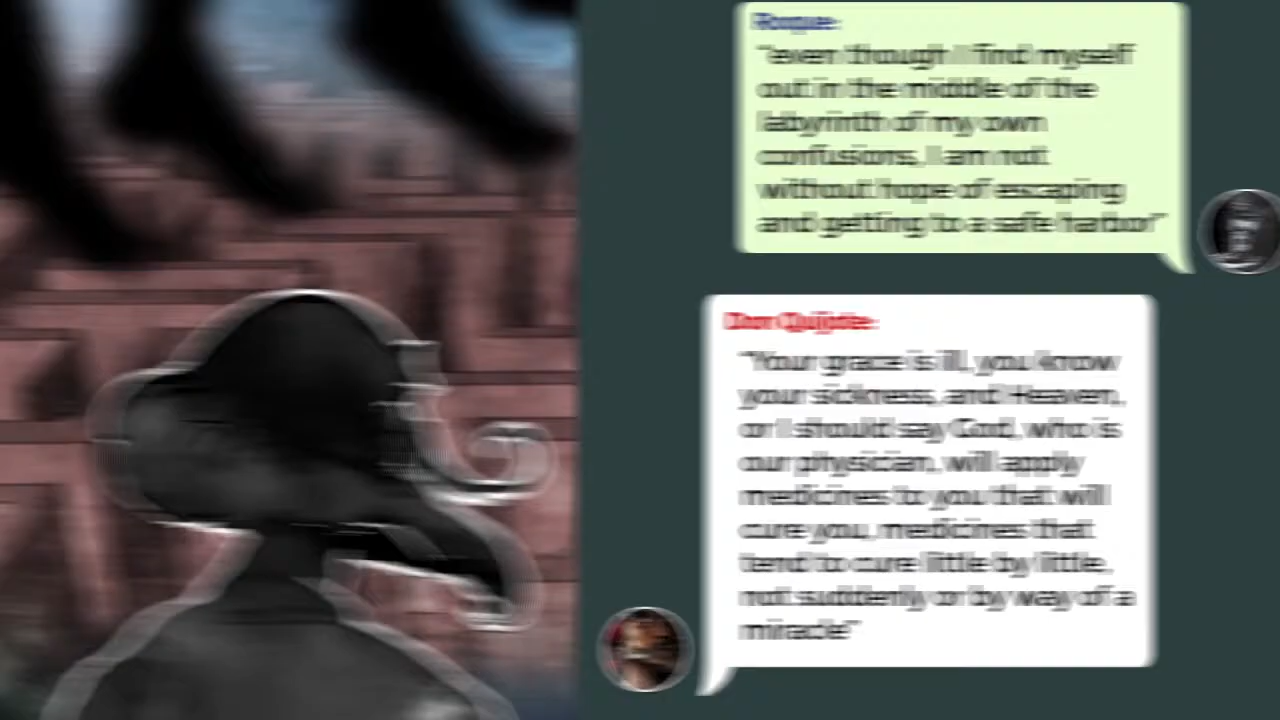 Roque:
"even though I find myself
out in the middle of the
labyrinth of my own
confusions, I am not
without hope of escaping
and getting to a safe harbor"
Don Quijote:
"Your grace is ill, you know
your sickness, and Heaven,
or I should say God, who is
our physician, will apply
medicines to you that will
cure you, medicines that
tend to cure little by little,
not suddenly or by way of a
miracle"